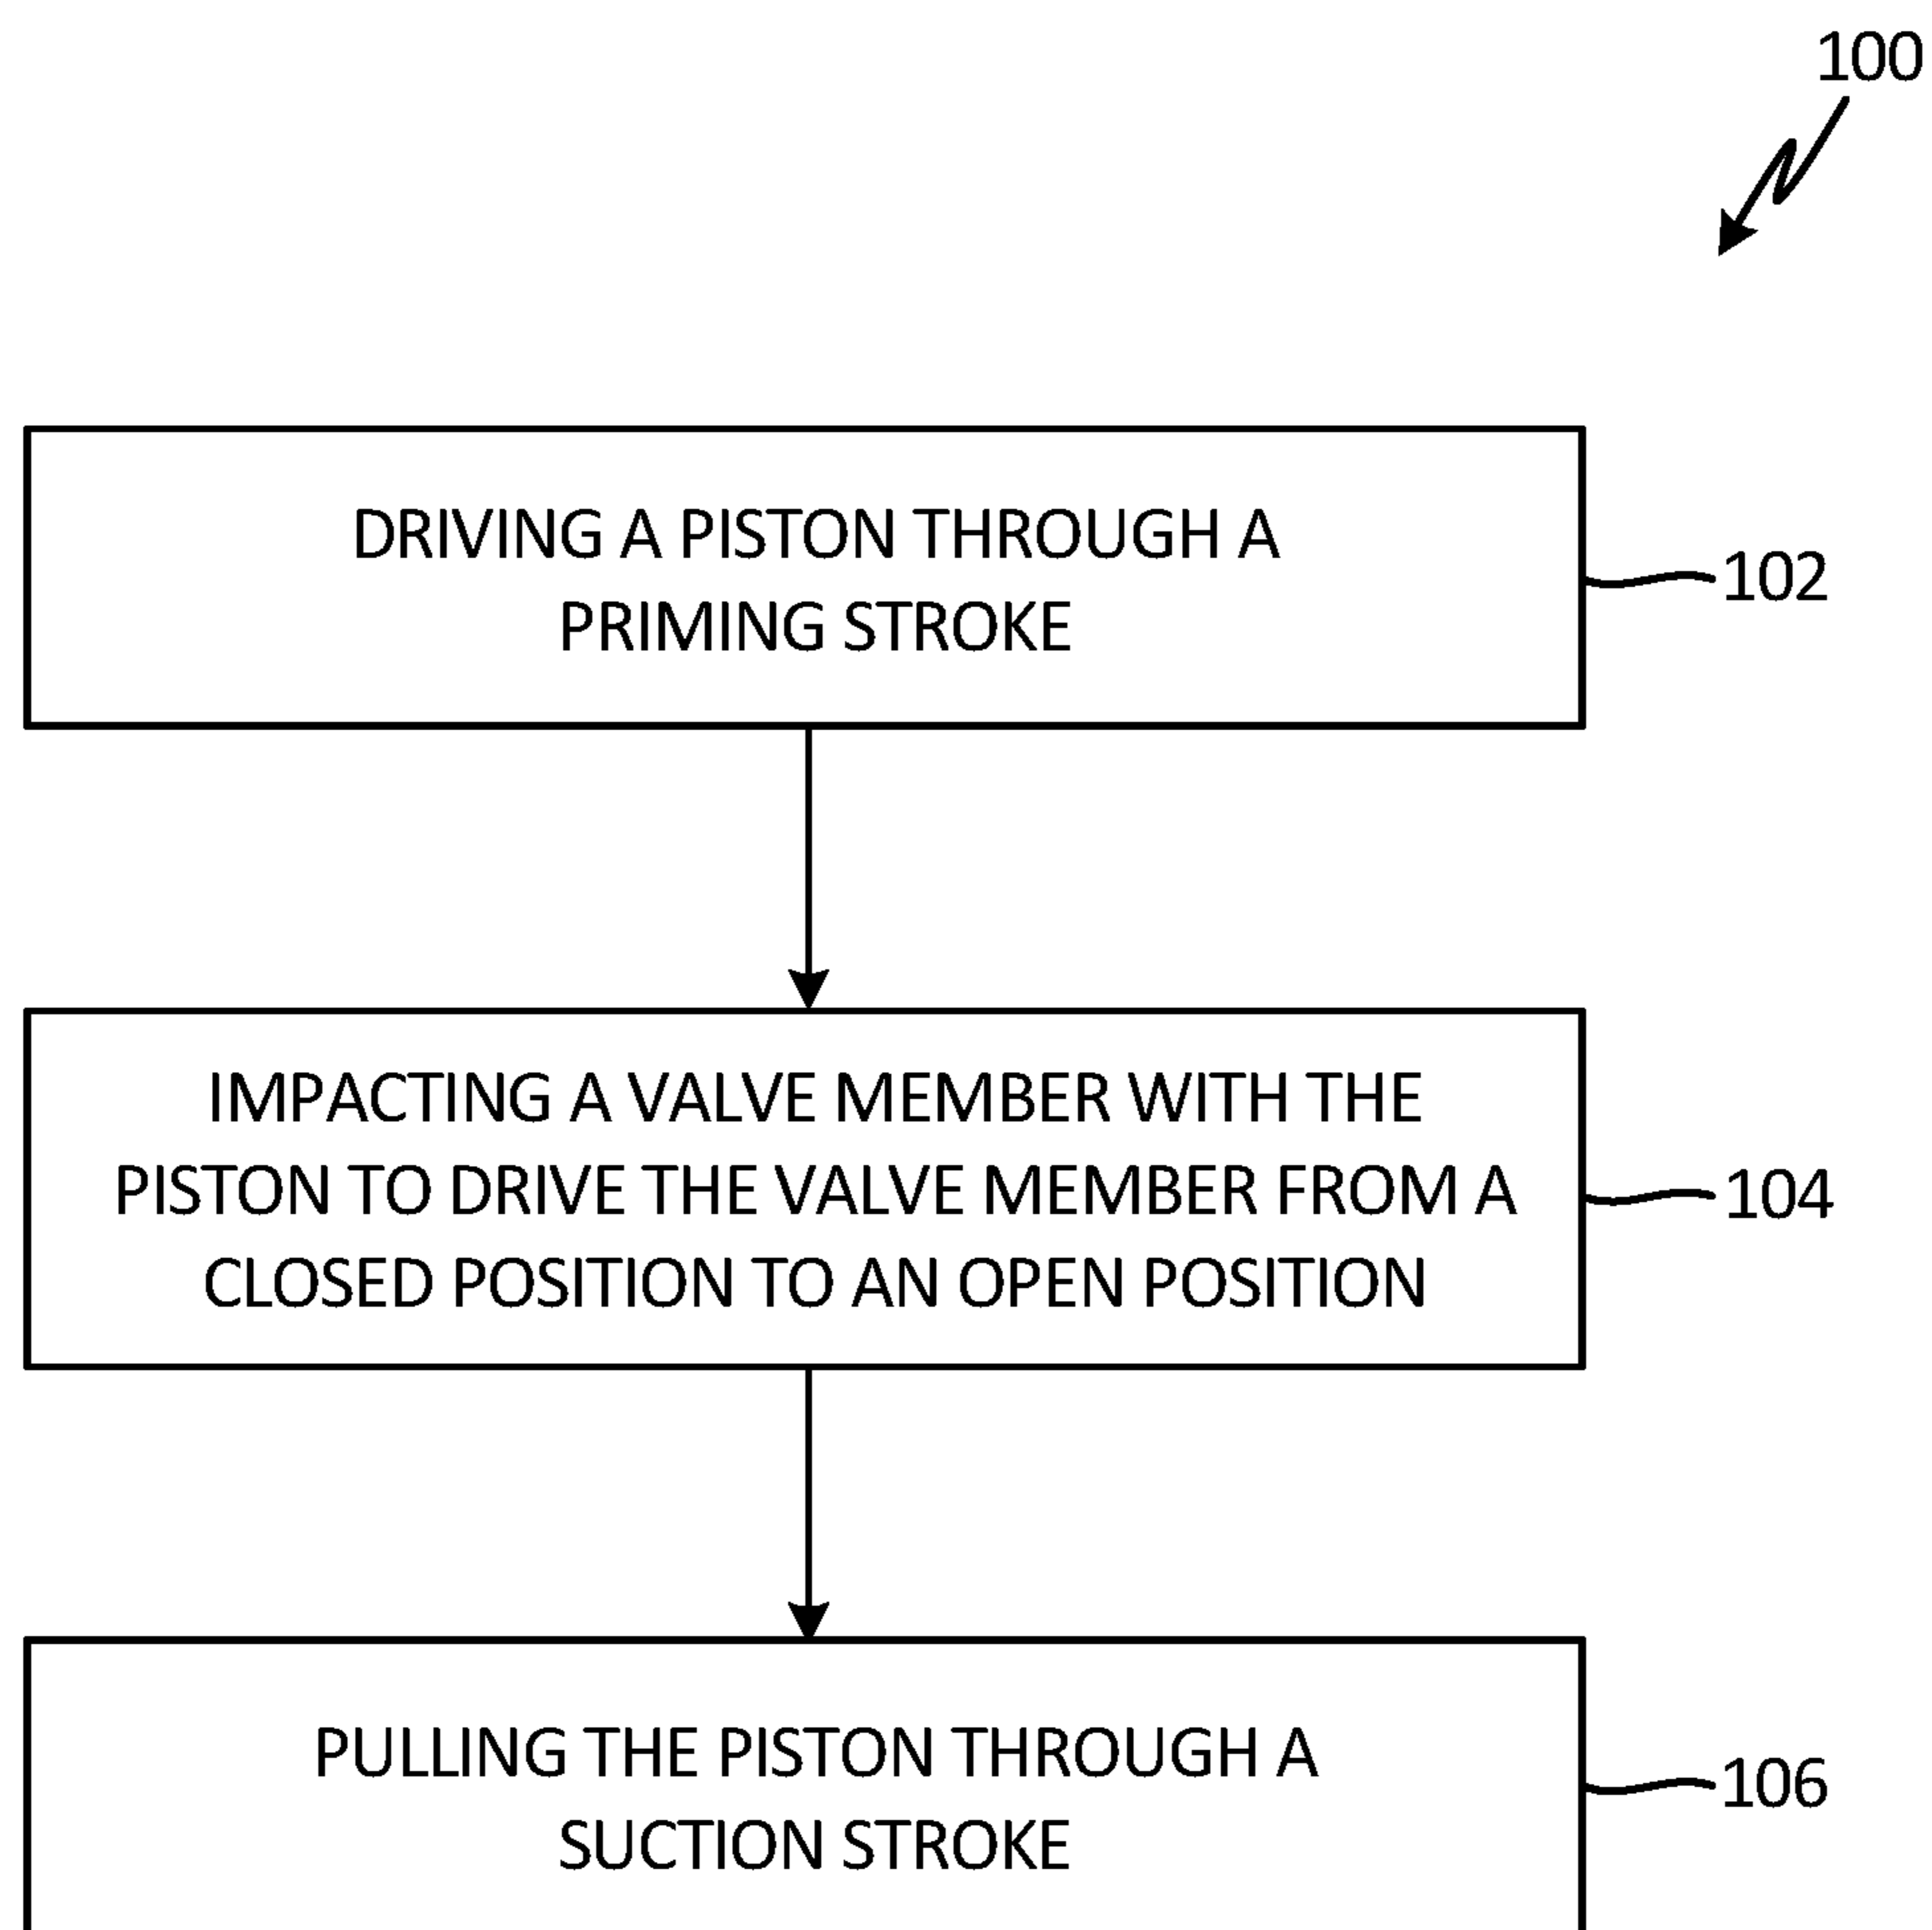 100
DRIVING A PISTON THROUGH A
PRIMING STROKE
102
IMPACTING A VALVE MEMBER WITH THE
PISTON TO DRIVE THE VALVE MEMBER FROM A
CLOSED POSITION TO AN OPEN POSITION
104
PULLING THE PISTON THROUGH A
SUCTION STROKE
106